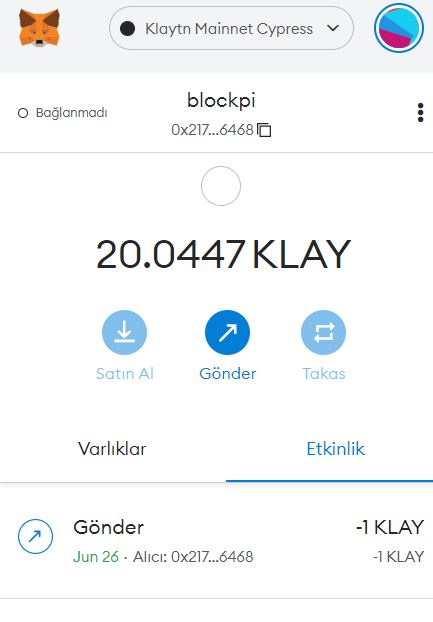 Klaytn Mainnet Cypress
Bağlanmadı
blockpi
0x217...6468
20.0447 KLAY
Satın Al
Gönder
Takas
Varlıklar
Etkinlik
Gönder
-1 KLAY
Jun 26 · Alıcı: 0x217...6468
-1 KLAY